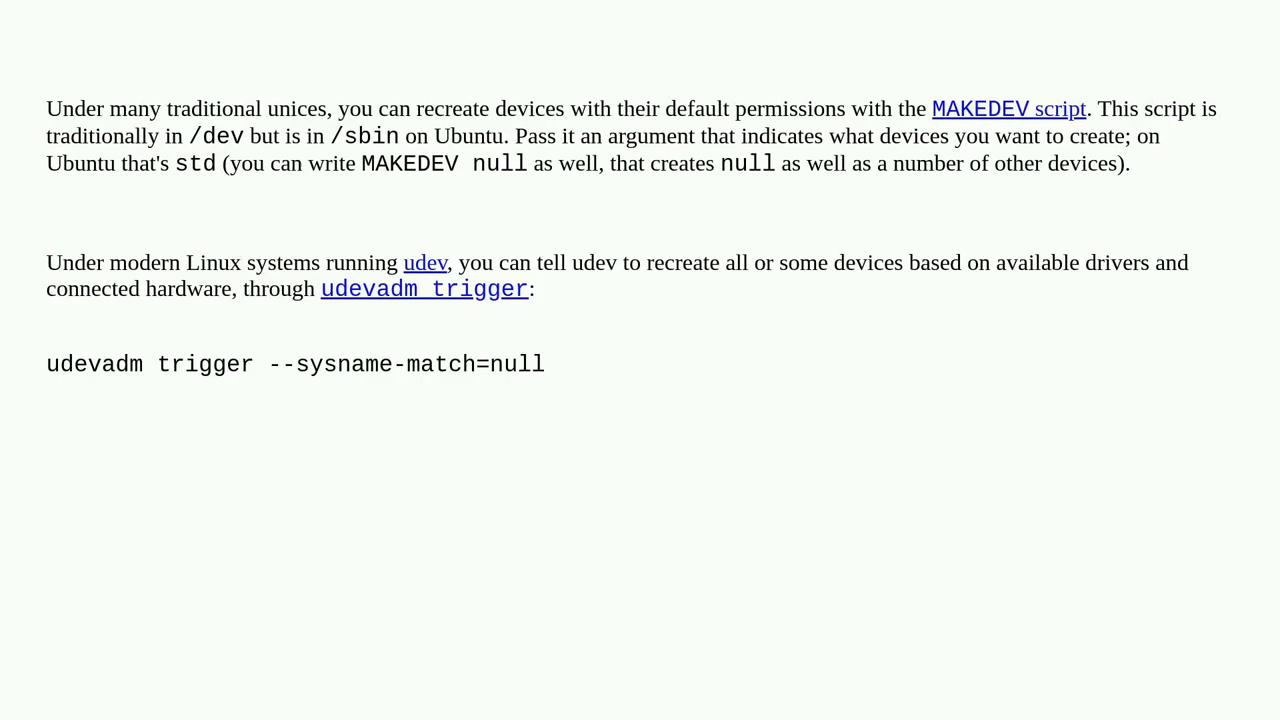 Under many traditional unices, you can recreate devices with their default permissions with the MAKEDEV script. This script is
traditionally in /dev but is in /sbin on Ubuntu. Pass it an argument that indicates what devices you want to create; on
Ubuntu that's std (you can write MAKEDEV null as well, that creates null as well as a number of other devices).
Under modern Linux systems running udev, you can tell udev to recreate all or some devices based on available drivers and
connected hardware, through udevadm trigger:
udevadm trigger --sysname-match=null